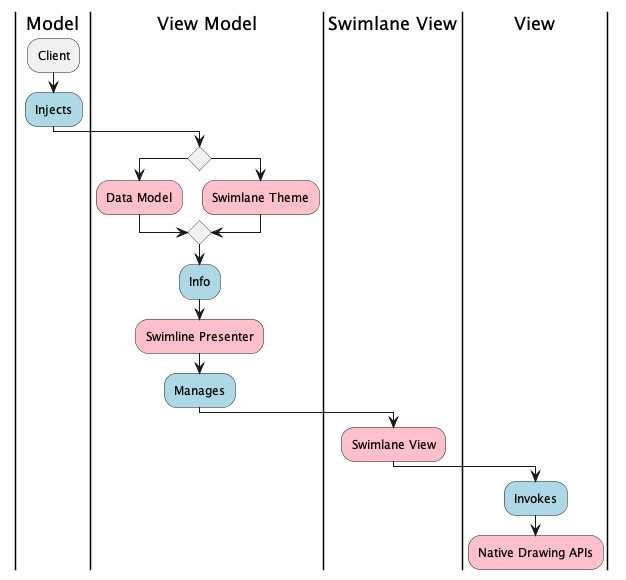 Model
View Model
Swimlane View
View
Client
Injects
Data Model
Swimlane Theme
Info
Swimline Presenter
Manages
Swimlane View
Invokes
Native Drawing APIs